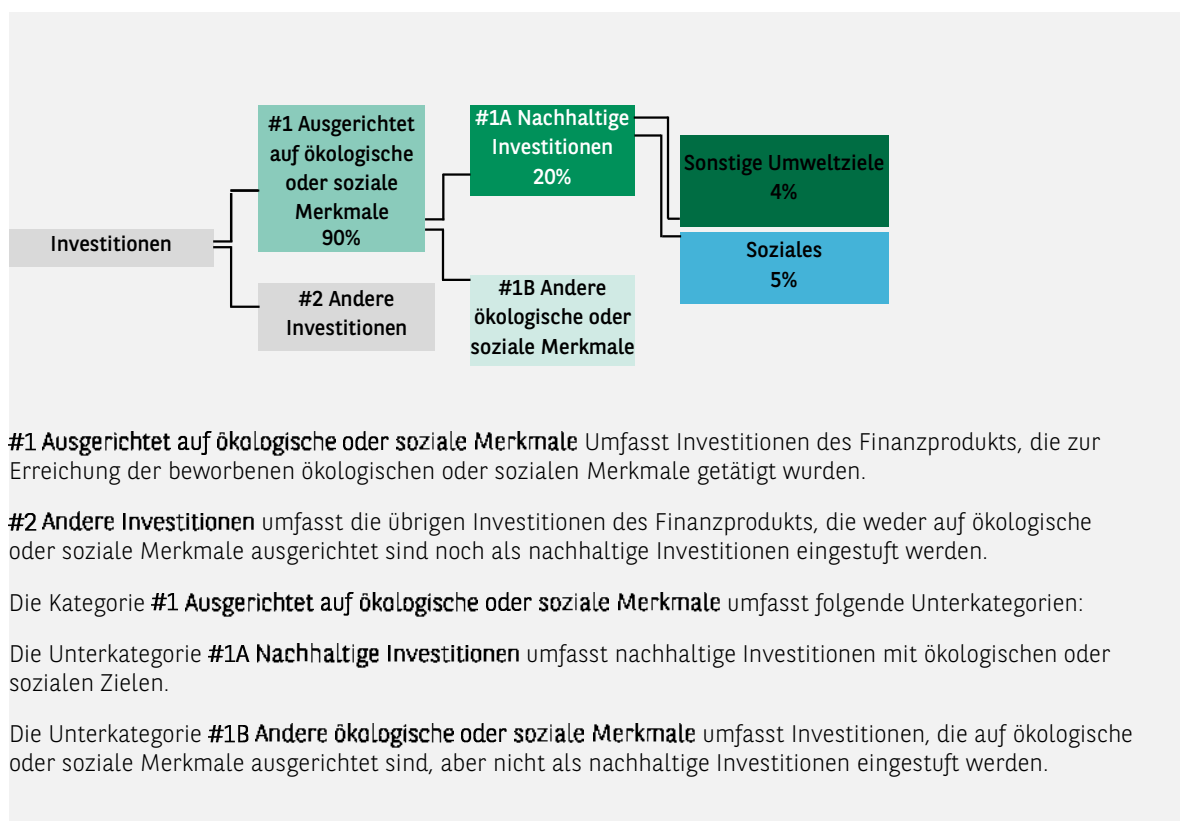 #1 Ausgerichtet
auf ökologische
oder soziale
Merkmale
90%
#1A Nachhaltige
Investitionen
20%
Sonstige Umweltziele
4%
Investitionen
Soziales
5%
#2 Andere
Investitionen
#1B Andere
ökologische oder
soziale Merkmale
#1 Ausgerichtet auf ökologische oder soziale Merkmale Umfasst Investitionen des Finanzprodukts, die zur
Erreichung der beworbenen ökologischen oder sozialen Merkmale getätigt wurden.
#2 Andere Investitionen umfasst die übrigen Investitionen des Finanzprodukts, die weder auf ökologische
oder soziale Merkmale ausgerichtet sind noch als nachhaltige Investitionen eingestuft werden.
Die Kategorie #1 Ausgerichtet auf ökologische oder soziale Merkmale umfasst folgende Unterkategorien:
Die Unterkategorie #1A Nachhaltige Investitionen umfasst nachhaltige Investitionen mit ökologischen oder
sozialen Zielen.
Die Unterkategorie #1B Andere ökologische oder soziale Merkmale umfasst Investitionen, die auf ökologische
oder soziale Merkmale ausgerichtet sind, aber nicht als nachhaltige Investitionen eingestuft werden.